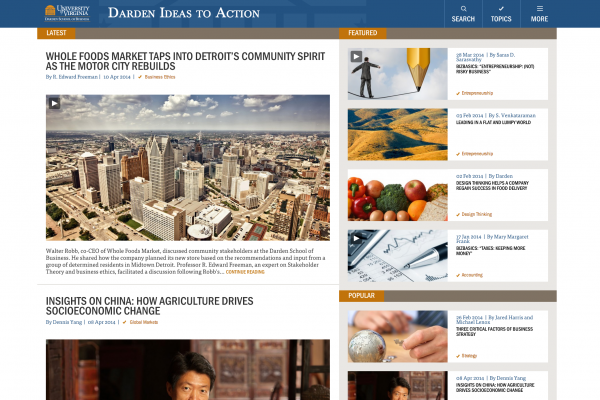 UNIVERSITY of VIRGINIA
DARDEN SCHOOL of BUSINESS
DARDEN IDEAS TO ACTION
SEARCH
TOPICS
MORE
LATEST
WHOLE FOODS MARKET TAPS INTO DETROIT'S COMMUNITY SPIRIT
AS THE MOTOR CITY REBUILDS
By R. Edward Freeman | 10 Apr 2014 | Business Ethics
Walter Robb, co-CEO of Whole Foods Market, discussed community stakeholders at the Darden School of
Business. He shared how the company planned its new store based on the recommendations and input from a
group of determined residents in Midtown Detroit. Professor R. Edward Freeman, an expert on Stakeholder
Theory and business ethics, facilitated a discussion following Robb's... CONTINUE READING
INSIGHTS ON CHINA: HOW AGRICULTURE DRIVES
SOCIOECONOMIC CHANGE
By Dennis Yang | 08 Apr 2014 | Global Markets
FEATURED
26 Mar 2014 | By Saras D.
Sarasvathy
BIZBASICS: "ENTREPRENEURSHIP: (NOT)
RISKY BUSINESS"
Entrepreneurship
03 Feb 2014 | By S. Venkataraman
LEADING IN A FLAT AND LUMPY WORLD
Entrepreneurship
02 Feb 2014 | By Darden
DESIGN THINKING HELPS A COMPANY
REGAIN SUCCESS IN FOOD DELIVERY
Design Thinking
17 Jan 2014 | By Mary Margaret
Frank
BIZBASICS: "TAXES: KEEPING MORE
MONEY"
Accounting
POPULAR
26 Feb 2014 | By Jared Harris and
Michael Lenox
THREE CRITICAL FACTORS OF BUSINESS
STRATEGY
Strategy
08 Apr 2014 | By Dennis Yang
INSIGHTS ON CHINA: HOW AGRICULTURE
DRIVES SOCIOECONOMIC CHANGE